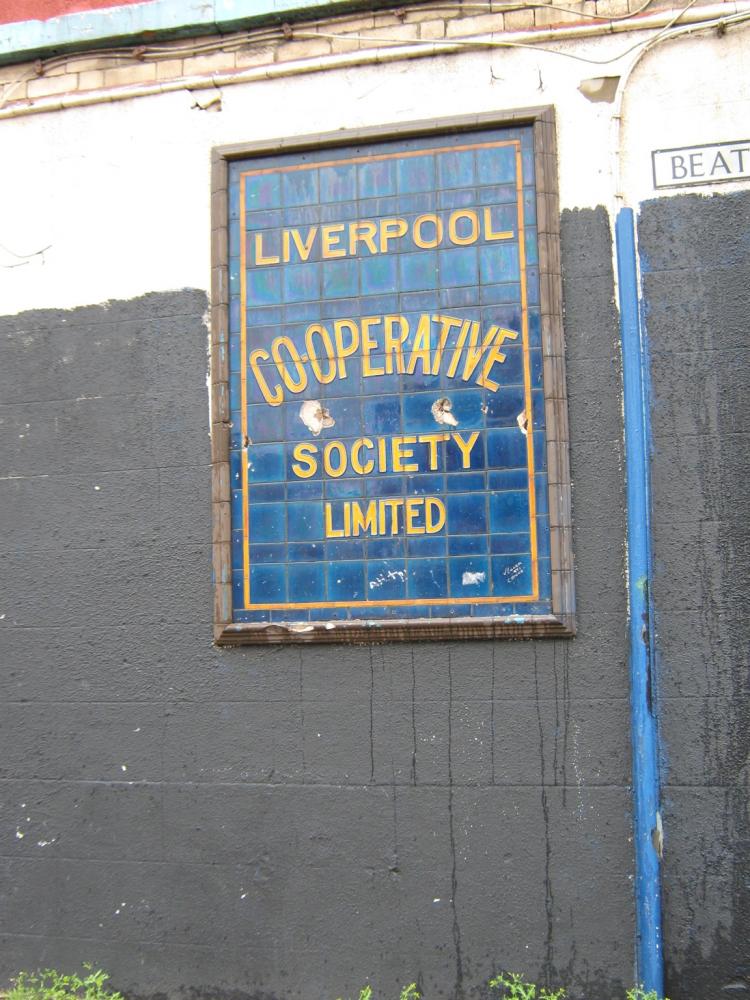 LIVERPOOL
CO-OPERATIVE
SOCIETY
LIMITED
BEAT